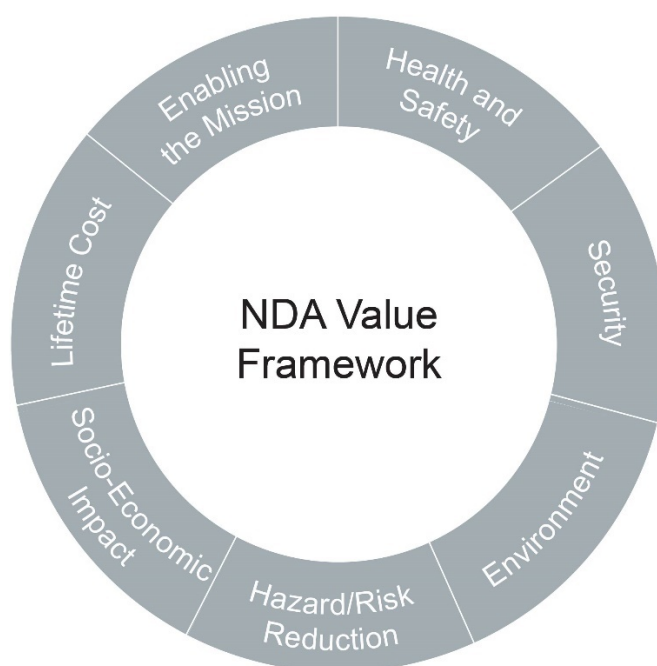 NDA Value
Framework
Health and
Safety
Security
Environment
Hazard/Risk
Reduction
Socio-Economic
Impact
Lifetime Cost
Enabling
the Mission